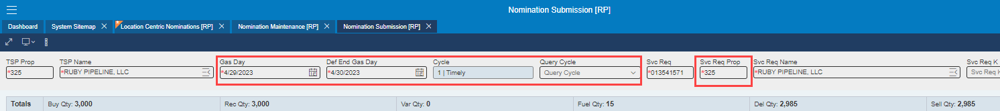 Nomination Submission [RP]
Dashboard System Sitemap Location Centric Nominations [RP] Nomination Maintenance [RP] Nomination Submission [RP]
TSP Prop TSP Name Gas Day Def End Gas Day Cycle Query Cycle Svc Req Svc Req Prop Svc Req Name Svc Req K
*325 *RUBY PIPELINE, LLC *4/29/2023 *4/30/2023 1 | Timely Query Cycle *013541571 *325 *RUBY PIPELINE, LLC Svc Req K
Totals Buy Qty: 3,000 Rec Qty: 3,000 Var Qty: 0 Fuel Qty: 15 Del Qty: 2,985 Sell Qty: 2,985